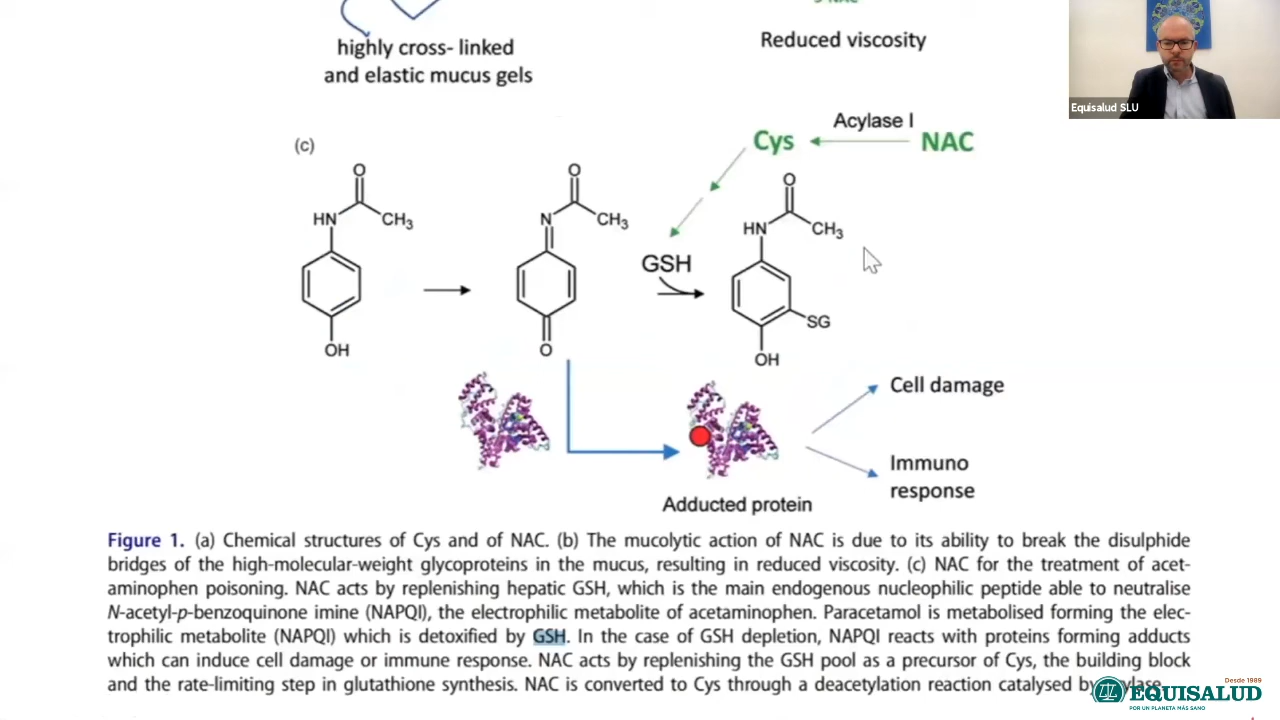 S-NAC
highly cross- linked
and elastic mucus gels
Reduced viscosity
Equisalud SLU
(c)
Cys
Acylase I
NAC
O
HN
CH3
OH
O
N
CH3
O
GSH
O
HN
CH3
SG
OH
Cell damage
Immuno
response
Adducted protein
Figure 1. (a) Chemical structures of Cys and of NAC. (b) The mucolytic action of NAC is due to its ability to break the disulphide
bridges of the high-molecular-weight glycoproteins in the mucus, resulting in reduced viscosity. (c) NAC for the treatment of acet-
aminophen poisoning. NAC acts by replenishing hepatic GSH, which is the main endogenous nucleophilic peptide able to neutralise
N-acetyl-p-benzoquinone imine (NAPQI), the electrophilic metabolite of acetaminophen. Paracetamol is metabolised forming the elec-
trophilic metabolite (NAPQI) which is detoxified by GSH. In the case of GSH depletion, NAPQI reacts with proteins forming adducts
which can induce cell damage or immune response. NAC acts by replenishing the GSH pool as a precursor of Cys, the building block
and the rate-limiting step in glutathione synthesis. NAC is converted to Cys through a deacetylation reaction catalysed by
Desde 1989
EQUISALUD
POR UN PLANETA MÁS SANO